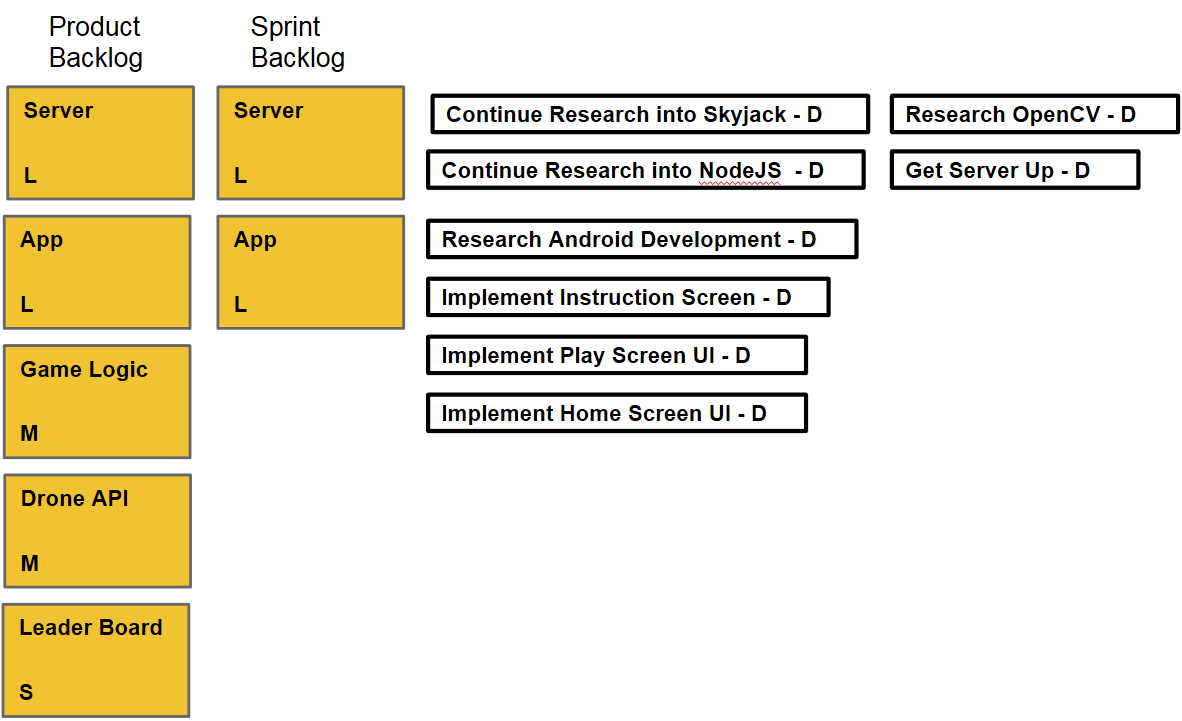 Product
Backlog
Sprint
Backlog
Server
L
Server
L
Continue Research into Skyjack - D
Research OpenCV - D
Continue Research into NodeJS  - D
Get Server Up - D
App
L
App
L
Research Android Development - D
Implement Instruction Screen - D
Implement Play Screen UI - D
Implement Home Screen UI - D
Game Logic
M
Drone API
M
Leader Board
S